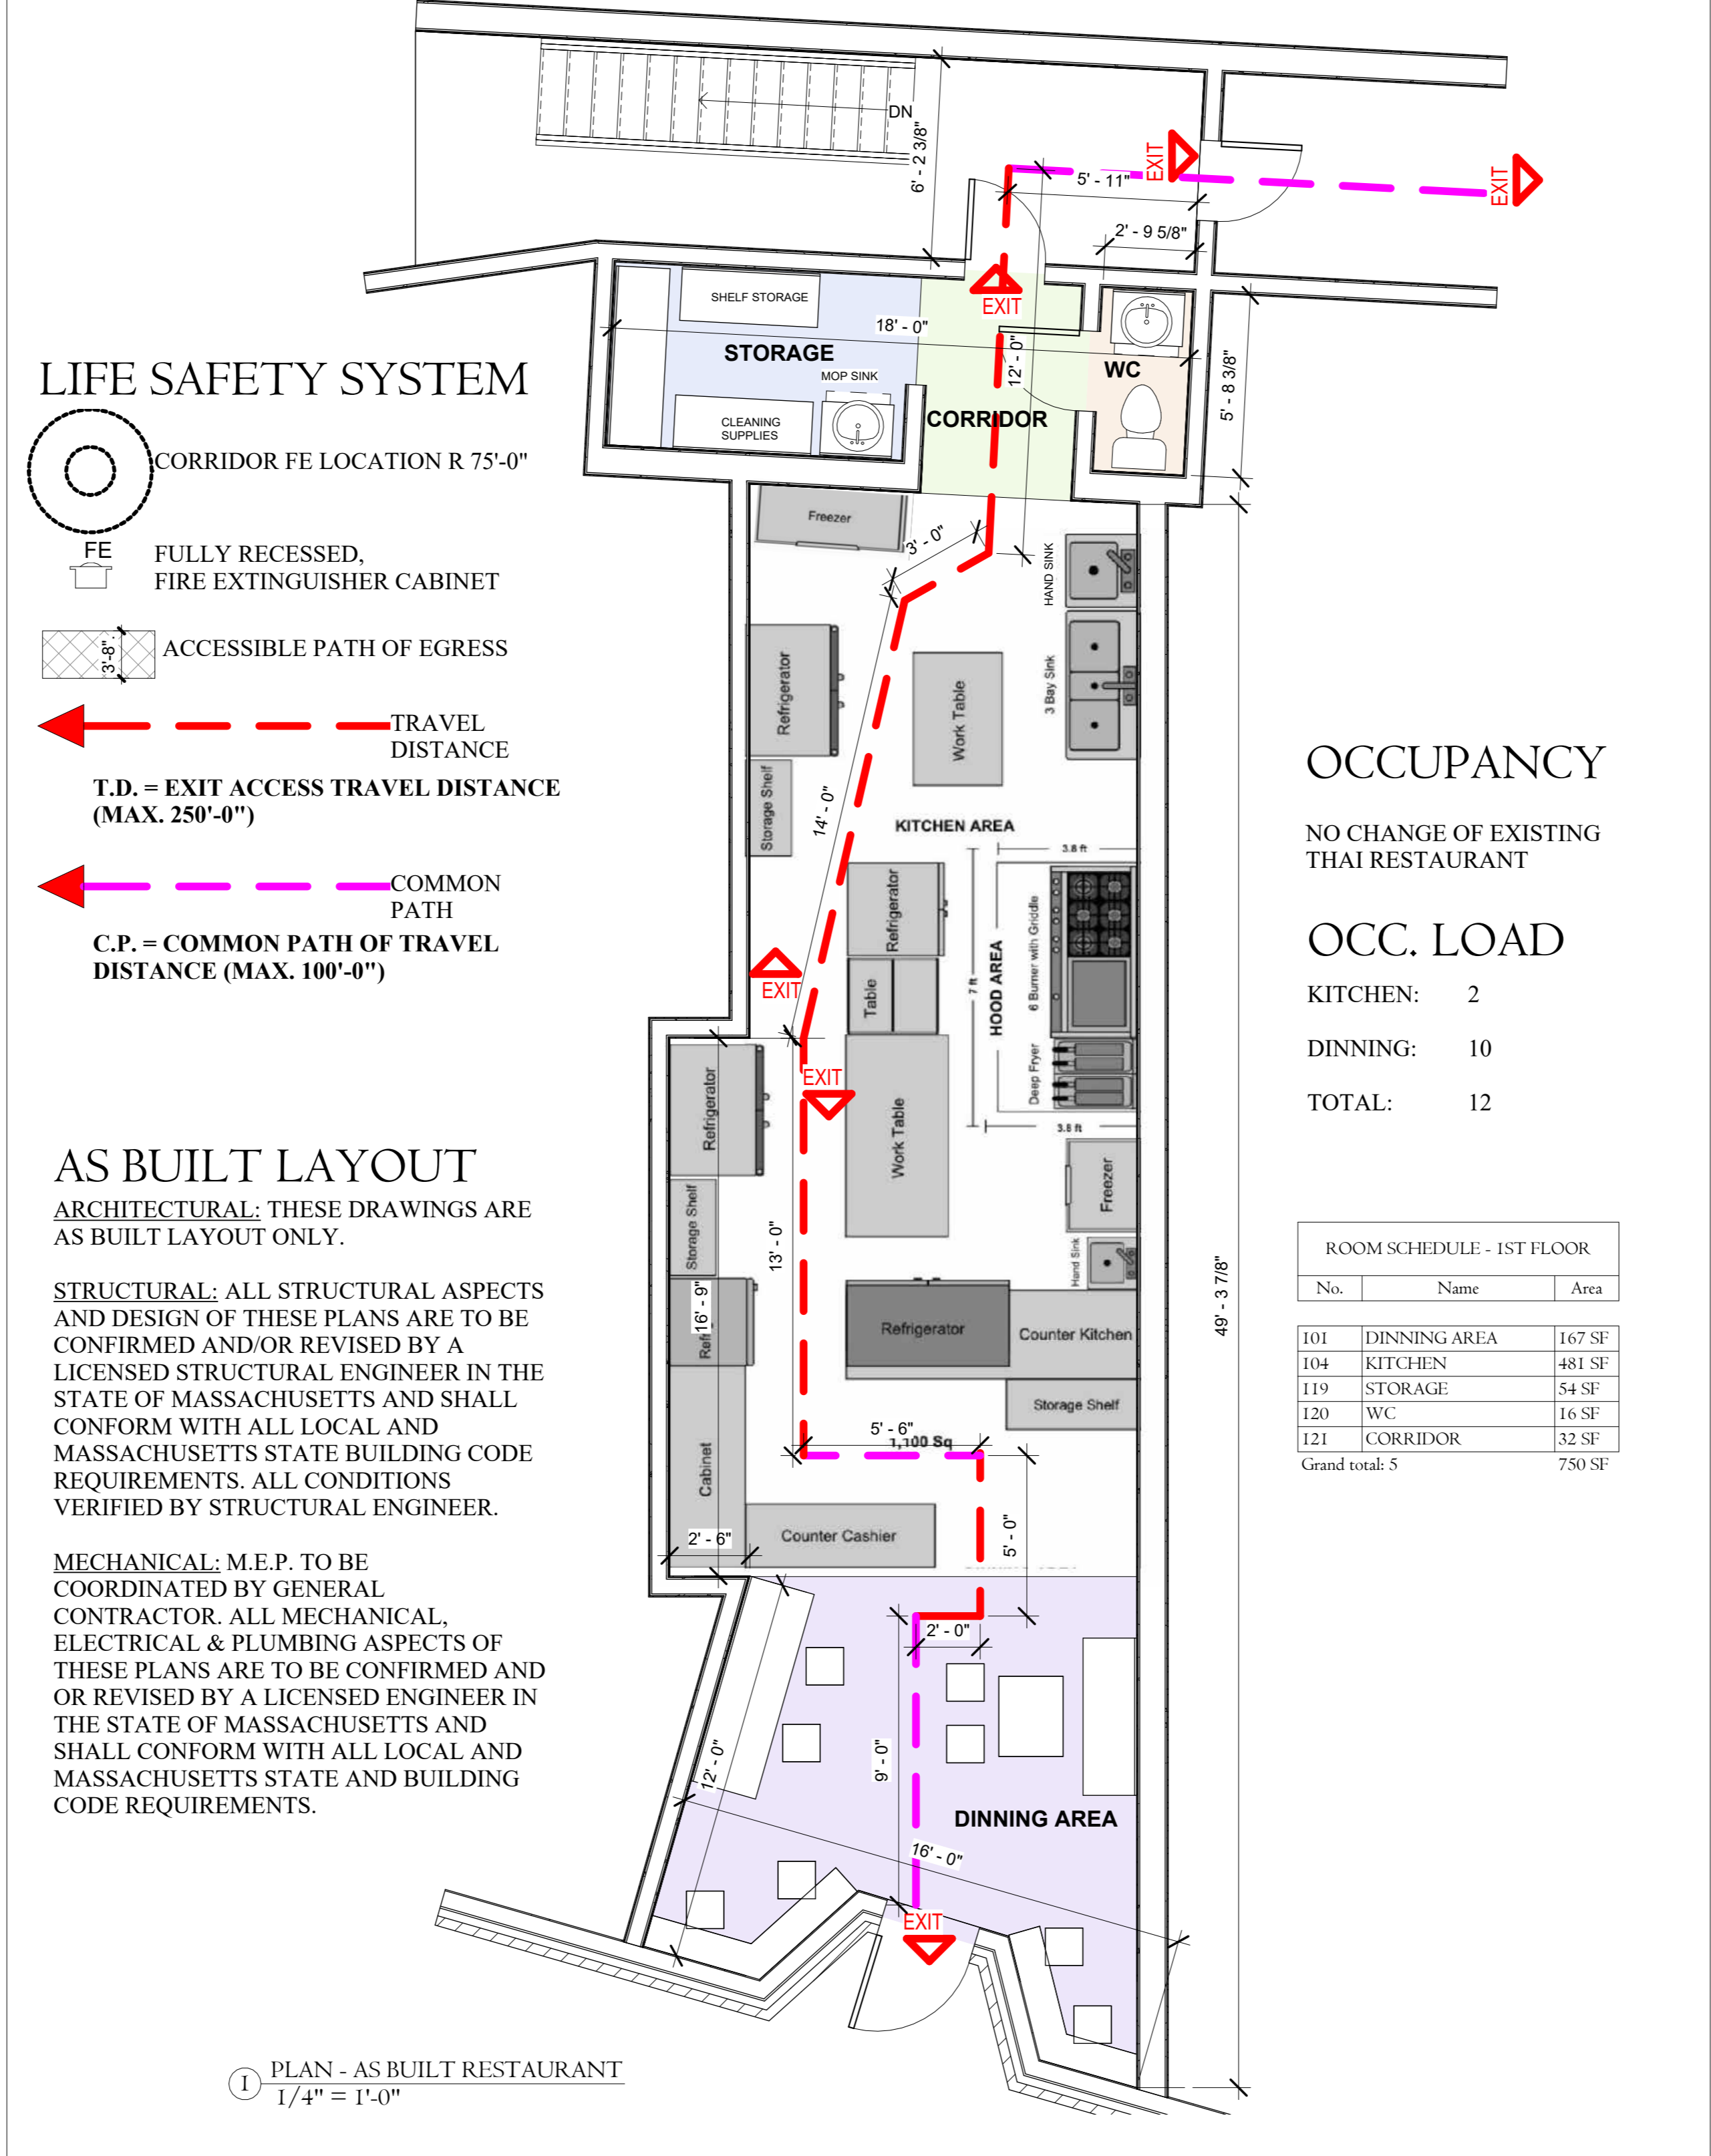 DN
6' - 2 3/8"
5' - 11"
EXIT
EXIT
2' - 9 5/8"
SHELF STORAGE
EXIT
18' - 0"
STORAGE
12' - 0"
WC
5' - 8 3/8"
MOP SINK
CLEANING
SUPPLIES
CORRIDOR
LIFE SAFETY SYSTEM
CORRIDOR FE LOCATION R 75'-0"
FE
FULLY RECESSED,
FIRE EXTINGUISHER CABINET
3'-8"
ACCESSIBLE PATH OF EGRESS
TRAVEL
DISTANCE
T.D. = EXIT ACCESS TRAVEL DISTANCE
(MAX. 250'-0")
COMMON
PATH
C.P. = COMMON PATH OF TRAVEL
DISTANCE (MAX. 100'-0")
Freezer
3' - 0"
HAND SINK
Refrigerator
Work Table
3 Bay Sink
Storage Shelf
14' - 0"
KITCHEN AREA
3.8 ft
Refrigerator
7 ft
HOOD AREA
6 Burner with Griddle
EXIT
Table
EXIT
Deep Fryer
3.8 ft
Refrigerator
Work Table
Freezer
Storage Shelf
13' - 0"
Hand Sink
16' - 9"
Refrigerator
Counter Kitchen
Storage Shelf
49' - 3 7/8"
5' - 6"
1,100 Sq
Cabinet
2' - 6"
Counter Cashier
5' - 0"
2' - 0"
12' - 0"
9' - 0"
DINNING AREA
16' - 0"
EXIT
OCCUPANCY
NO CHANGE OF EXISTING
THAI RESTAURANT
OCC. LOAD
KITCHEN: 2
DINNING: 10
TOTAL: 12
ROOM SCHEDULE - 1ST FLOOR
No. Name Area
101 DINNING AREA 167 SF
104 KITCHEN 481 SF
119 STORAGE 54 SF
120 WC 16 SF
121 CORRIDOR 32 SF
Grand total: 5 750 SF
AS BUILT LAYOUT
ARCHITECTURAL: THESE DRAWINGS ARE
AS BUILT LAYOUT ONLY.
STRUCTURAL: ALL STRUCTURAL ASPECTS
AND DESIGN OF THESE PLANS ARE TO BE
CONFIRMED AND/OR REVISED BY A
LICENSED STRUCTURAL ENGINEER IN THE
STATE OF MASSACHUSETTS AND SHALL
CONFORM WITH ALL LOCAL AND
MASSACHUSETTS STATE BUILDING CODE
REQUIREMENTS. ALL CONDITIONS
VERIFIED BY STRUCTURAL ENGINEER.
MECHANICAL: M.E.P. TO BE
COORDINATED BY GENERAL
CONTRACTOR. ALL MECHANICAL,
ELECTRICAL & PLUMBING ASPECTS OF
THESE PLANS ARE TO BE CONFIRMED AND
OR REVISED BY A LICENSED ENGINEER IN
THE STATE OF MASSACHUSETTS AND
SHALL CONFORM WITH ALL LOCAL AND
MASSACHUSETTS STATE AND BUILDING
CODE REQUIREMENTS.
1 PLAN - AS BUILT RESTAURANT
1/4" = 1'-0"